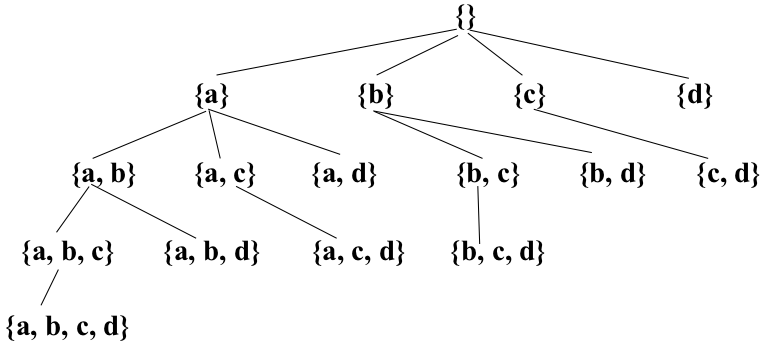 {}
{a} {b} {c} {d}
{a, b} {a, c} {a, d} {b, c} {b, d} {c, d}
{a, b, c} {a, b, d} {a, c, d} {b, c, d}
{a, b, c, d}